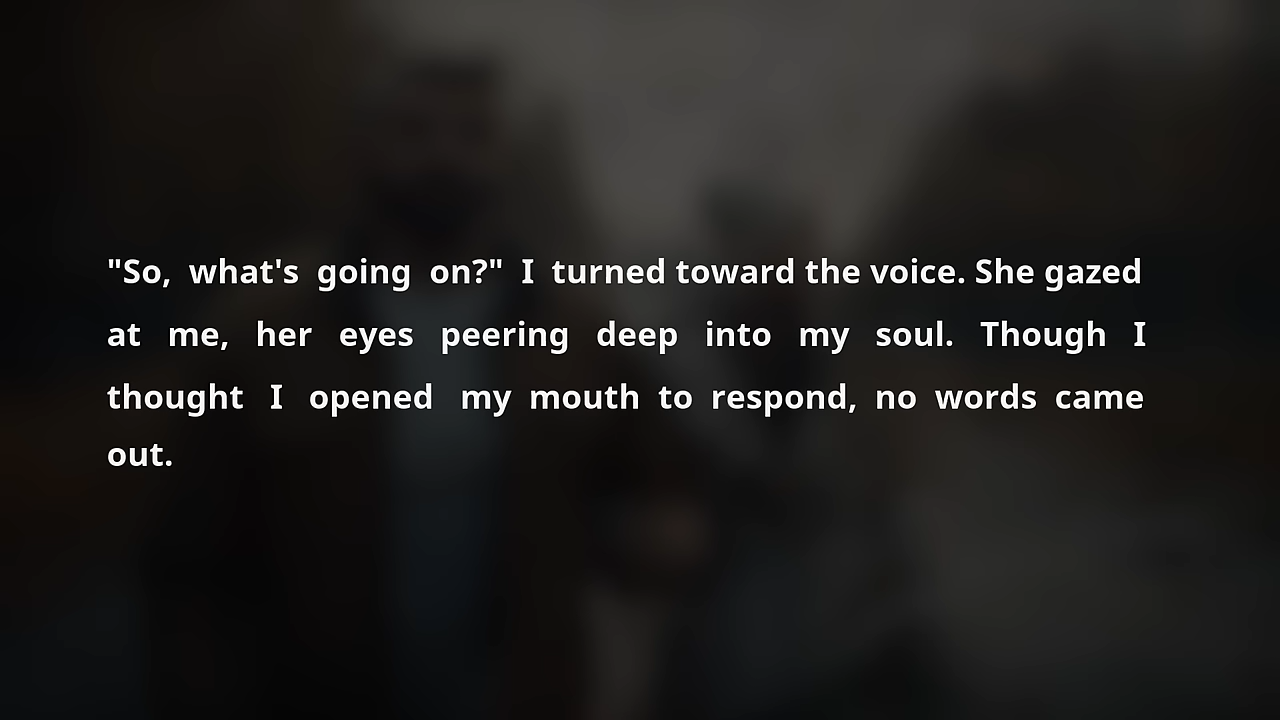 "So, what's going on?" I turned toward the voice. She gazed
at me, her eyes peering deep into my soul. Though I
thought I opened my mouth to respond, no words came
out.